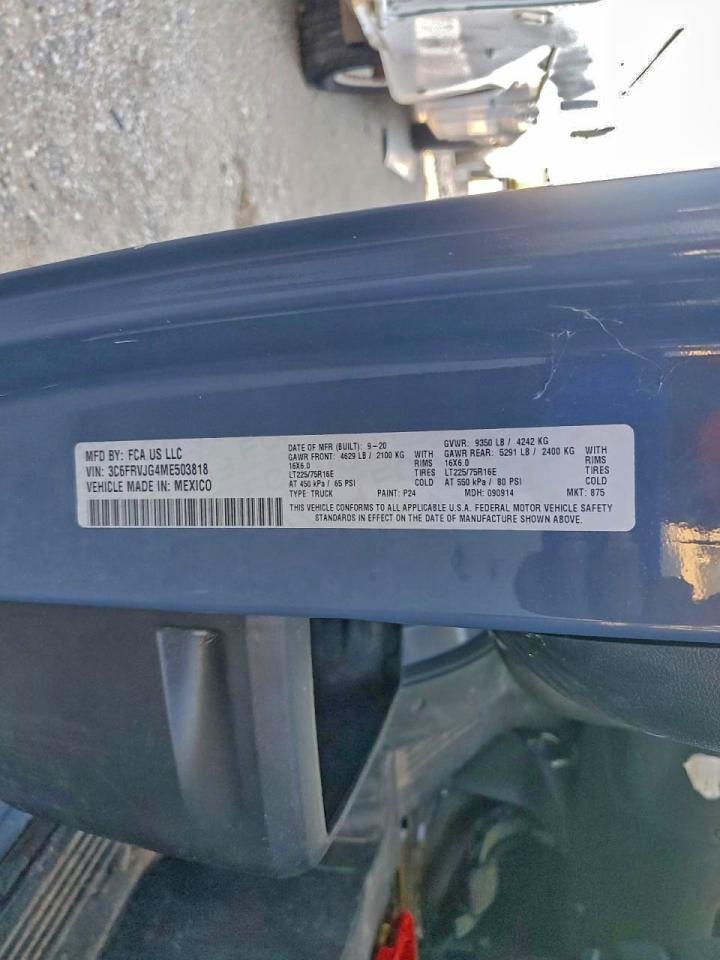 MFD BY: FCA US LLC
VIN: 3C6FRVJG4ME503818
VEHICLE MADE IN: MEXICO
DATE OF MFR (BUILT): 9-20
GAWR FRONT: 4629 LB / 2100 KG WITH
16X6.0 RIMS
LT225/75R16E TIRES
AT 450 kPa / 65 PSI COLD
TYPE: TRUCK PAINT: P24
GVWR: 9350 LB / 4242 KG
GAWR REAR: 5291 LB / 2400 KG WITH
16X6.0 RIMS
LT225/75R16E TIRES
AT 550 kPa / 80 PSI COLD
MDH: 090914 MKT: 875
THIS VEHICLE CONFORMS TO ALL APPLICABLE U.S.A. FEDERAL MOTOR VEHICLE SAFETY
STANDARDS IN EFFECT ON THE DATE OF MANUFACTURE SHOWN ABOVE.